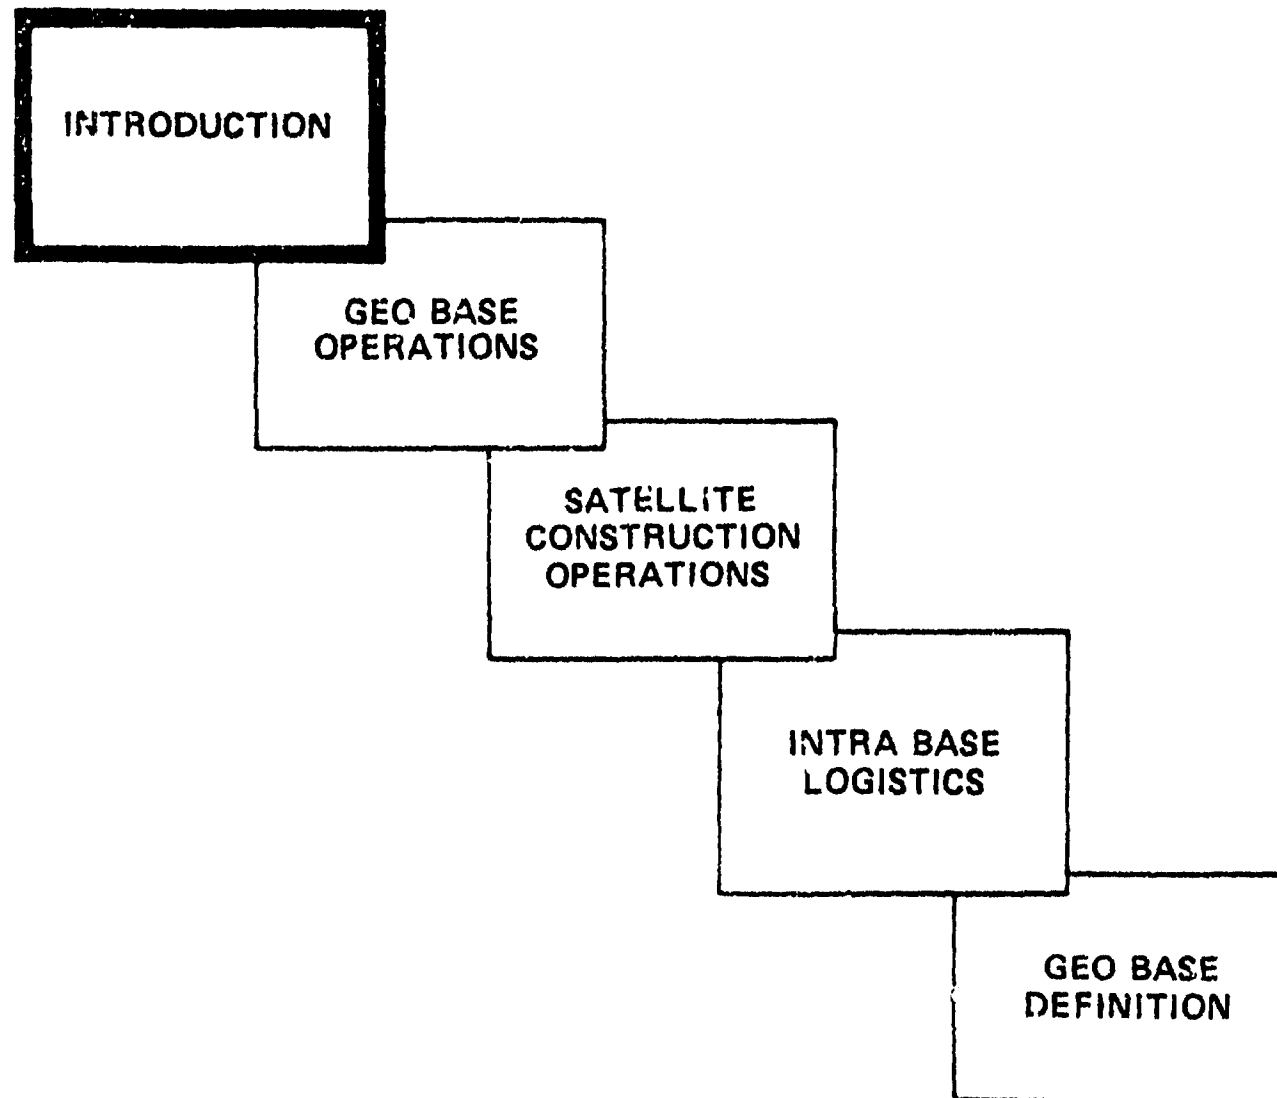 INTRODUCTION
GEO BASE
OPERATIONS
SATELLITE
CONSTRUCTION
OPERATIONS
INTRA BASE
LOGISTICS
GEO BASE
DEFINITION